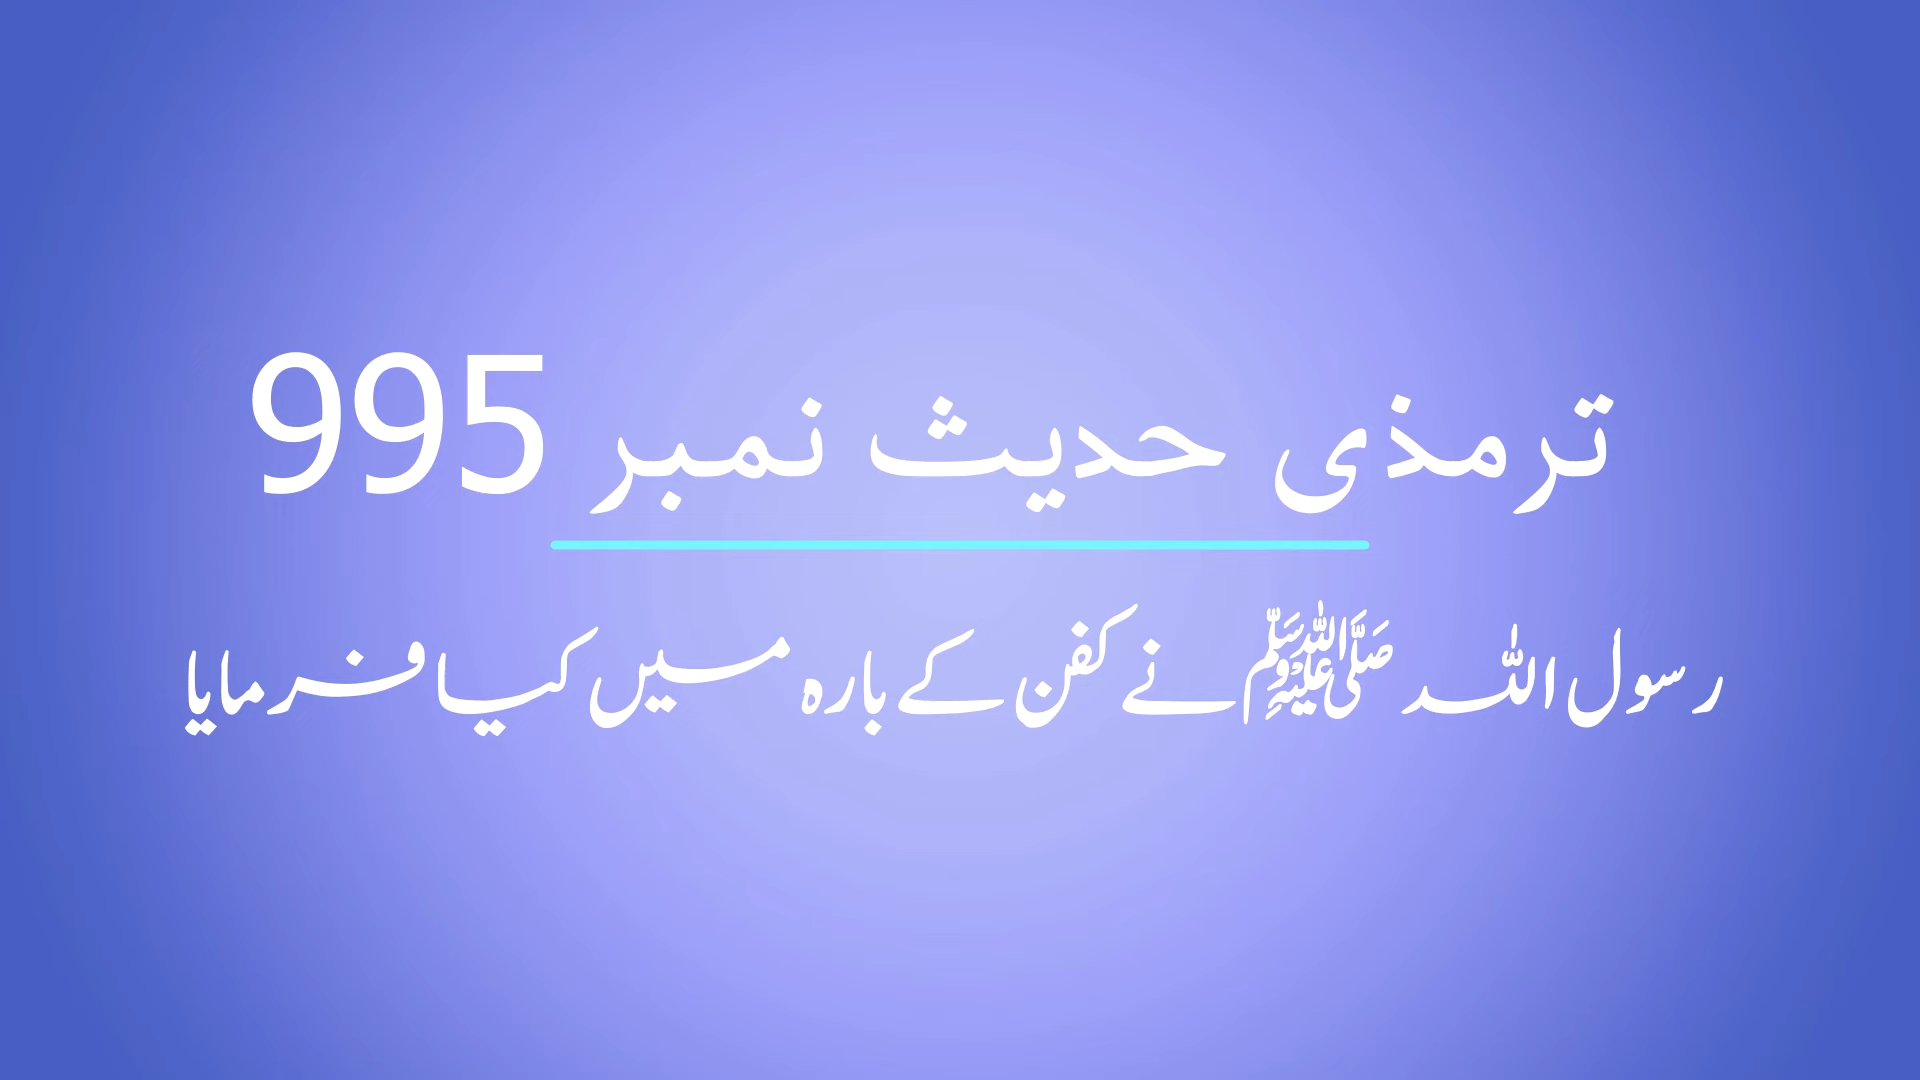 ترمذی حدیث نمبر 995
رسول اللہ ﷺ نے کفن کے بارہ میں کیا فرمایا